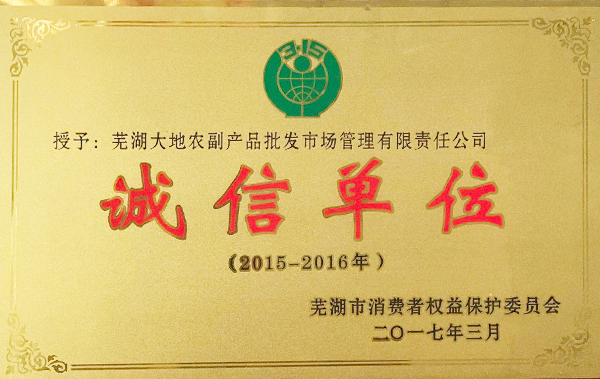 3·15
授予：芜湖大地农副产品批发市场管理有限责任公司
诚信单位
（2015-2016年）
芜湖市消费者权益保护委员会
二〇一七年三月